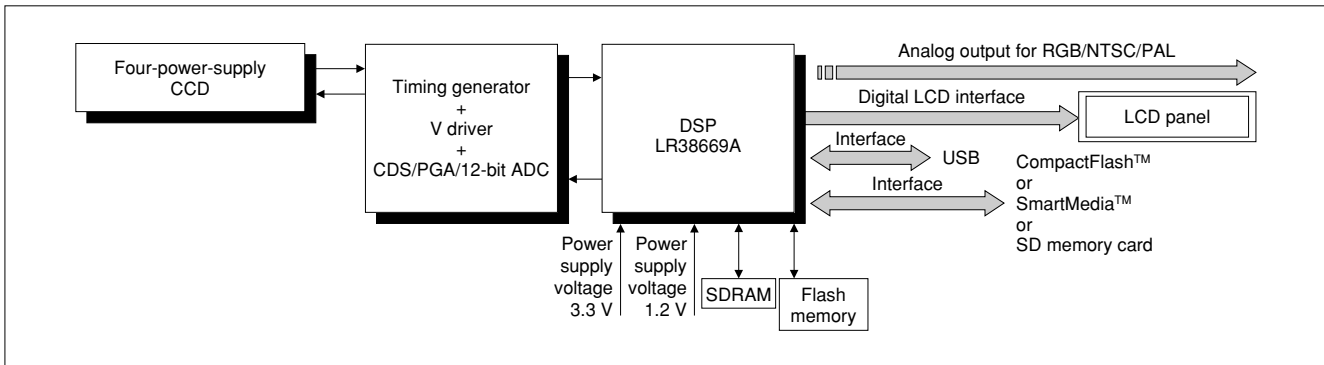 Four-power-supply
CCD
Timing generator
+
V driver
+
CDS/PGA/12-bit ADC
DSP
LR38669A
Analog output for RGB/NTSC/PAL
Digital LCD interface
LCD panel
Interface
USB
Interface
CompactFlash™
or
SmartMedia™
or
SD memory card
Power
supply
voltage
3.3 V
Power
supply
voltage
1.2 V
SDRAM
Flash
memory